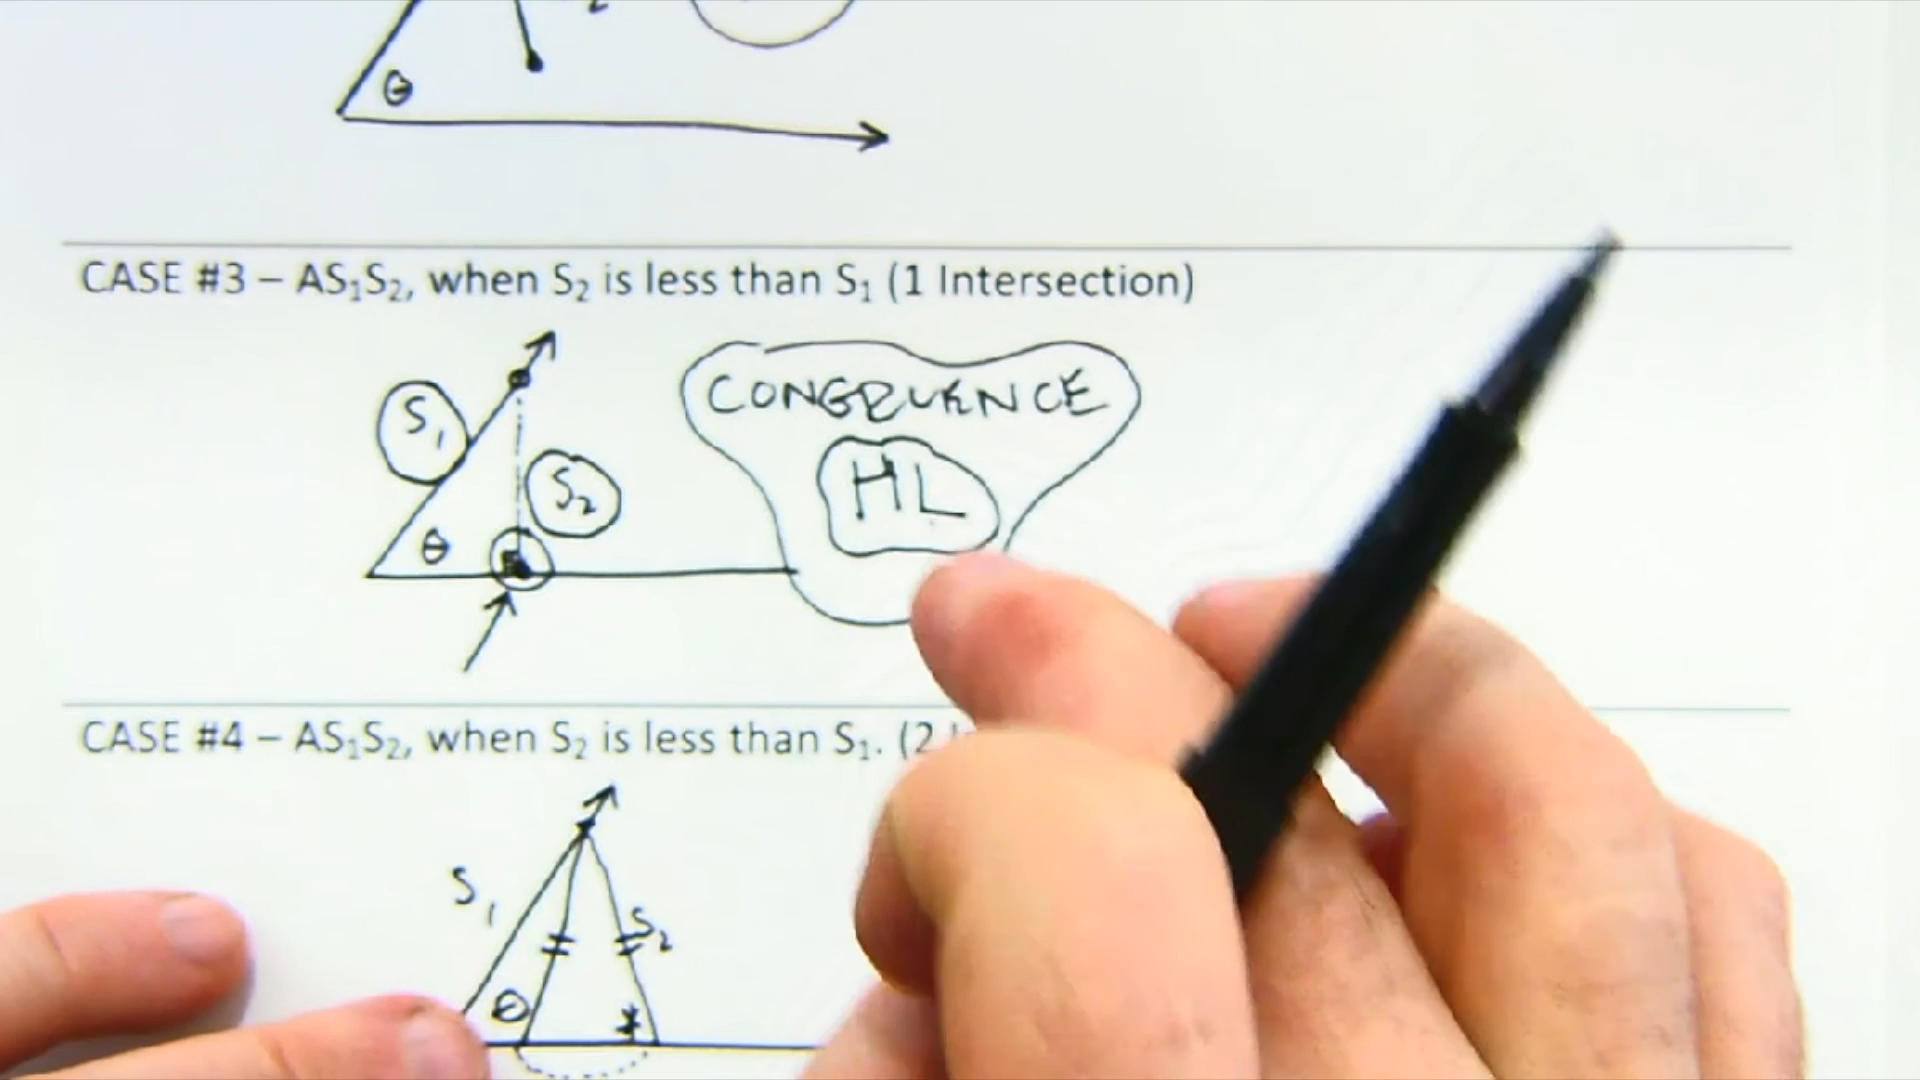 θ
CASE #3 – AS₁S₂, when S₂ is less than S₁ (1 Intersection)
S₁
S₂
θ
CONGRUENCE
HL
CASE #4 – AS₁S₂, when S₂ is less than S₁. (2
S₁
S₂
θ